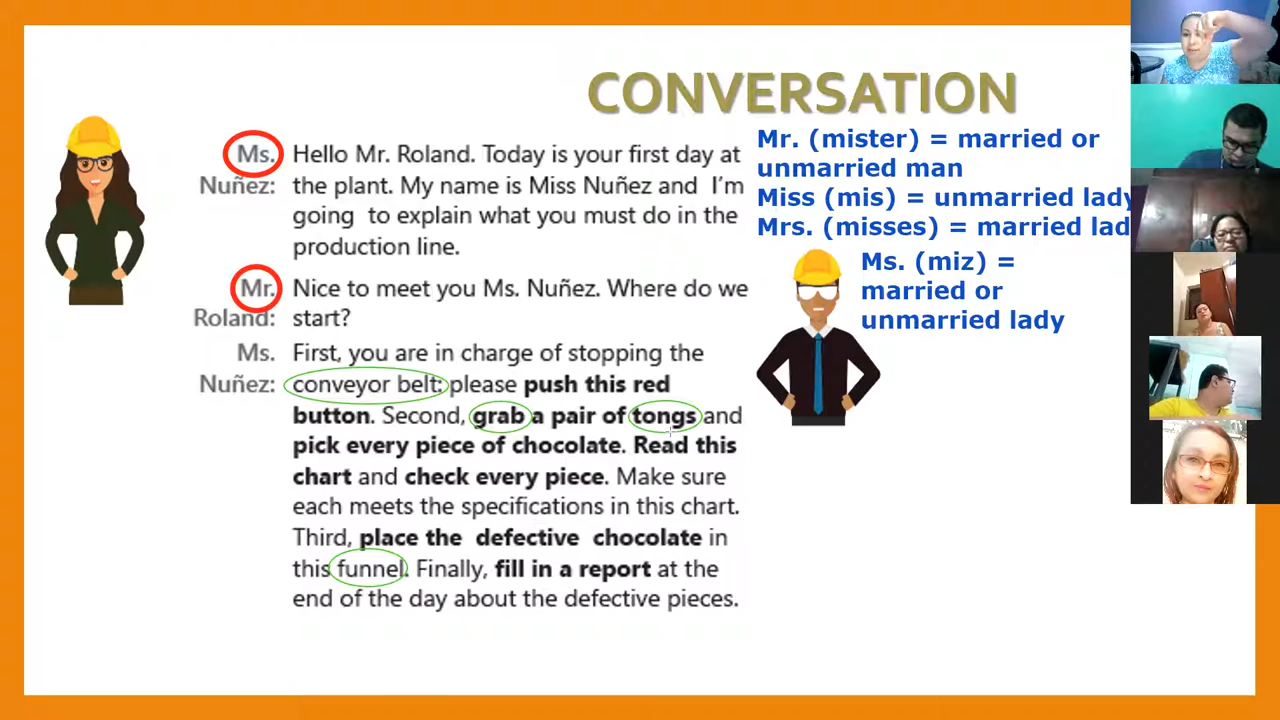 CONVERSATION
Ms. Hello Mr. Roland. Today is your first day at
Nuñez: the plant. My name is Miss Nuñez and I'm
going to explain what you must do in the
production line.
Mr. Nice to meet you Ms. Nuñez. Where do we
Roland: start?
Ms. First, you are in charge of stopping the
Nuñez: conveyor belt: please push this red
button. Second, grab a pair of tongs and
pick every piece of chocolate. Read this
chart and check every piece. Make sure
each meets the specifications in this chart.
Third, place the defective chocolate in
this funnel. Finally, fill in a report at the
end of the day about the defective pieces.
Mr. (mister) = married or
unmarried man
Miss (mis) = unmarried lady
Mrs. (misses) = married lad
Ms. (miz) =
married or
unmarried lady